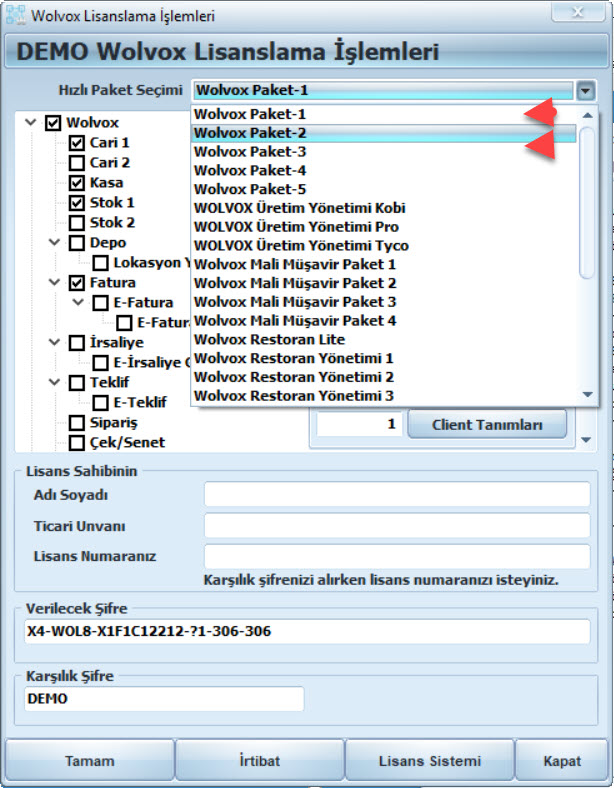 Wolvox Lisanslama İşlemleri
DEMO Wolvox Lisanslama İşlemleri
Hızlı Paket Seçimi
Wolvox Paket-1
Wolvox
Cari 1
Cari 2
Kasa
Stok 1
Stok 2
Depo
Lokasyon
Fatura
E-Fatura
İrsaliye
E-İrsaliye
Teklif
E-Teklif
Sipariş
Çek/Senet
Wolvox Paket-1
Wolvox Paket-2
Wolvox Paket-3
Wolvox Paket-4
Wolvox Paket-5
WOLVOX Üretim Yönetimi Kobi
WOLVOX Üretim Yönetimi Pro
WOLVOX Üretim Yönetimi Tyco
Wolvox Mali Müşavir Paket 1
Wolvox Mali Müşavir Paket 2
Wolvox Mali Müşavir Paket 3
Wolvox Mali Müşavir Paket 4
Wolvox Restoran Lite
Wolvox Restoran Yönetimi 1
Wolvox Restoran Yönetimi 2
Wolvox Restoran Yönetimi 3
1 Client Tanımları
Lisans Sahibinin
Adı Soyadı
Ticari Unvanı
Lisans Numaranız
Karşılık şifrenizi alırken lisans numaranızı isteyiniz.
Verilecek Şifre
X4-WOL8-X1F1C12212-?1-306-306
Karşılık Şifre
DEMO
Tamam İrtibat Lisans Sistemi Kapat